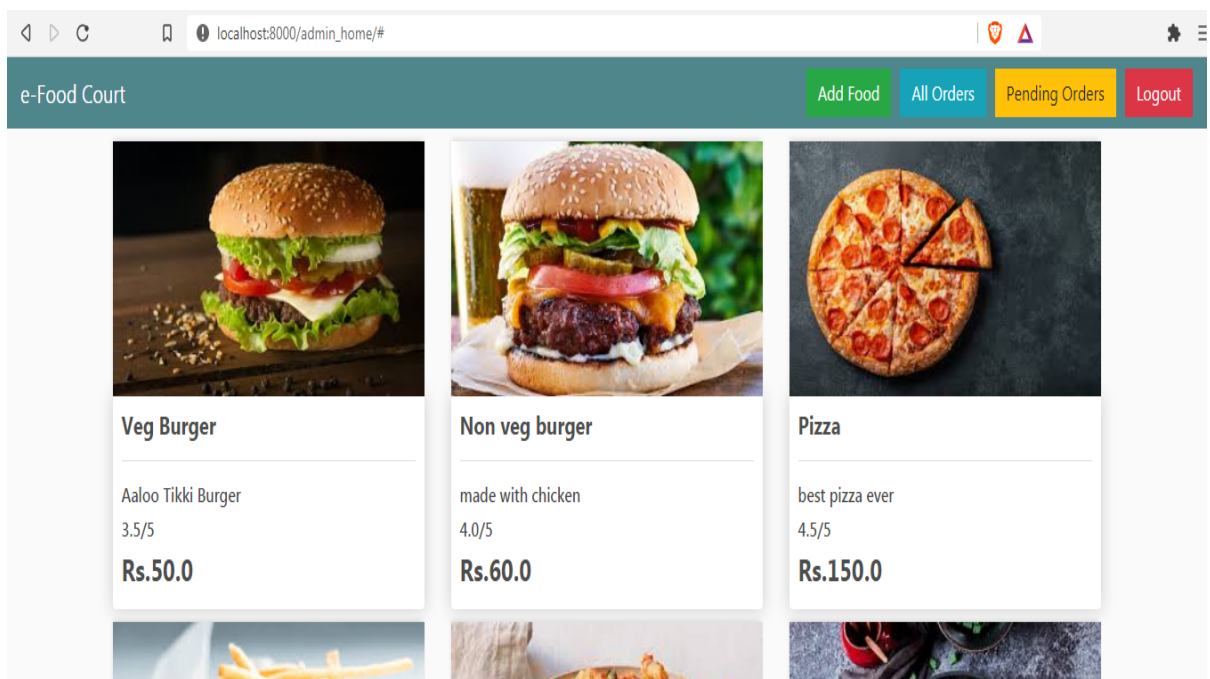 localhost:8000/admin_home/#
e-Food Court
Add Food
All Orders
Pending Orders
Logout
Veg Burger
Aaloo Tikki Burger
3.5/5
Rs.50.0
Non veg burger
made with chicken
4.0/5
Rs.60.0
Pizza
best pizza ever
4.5/5
Rs.150.0